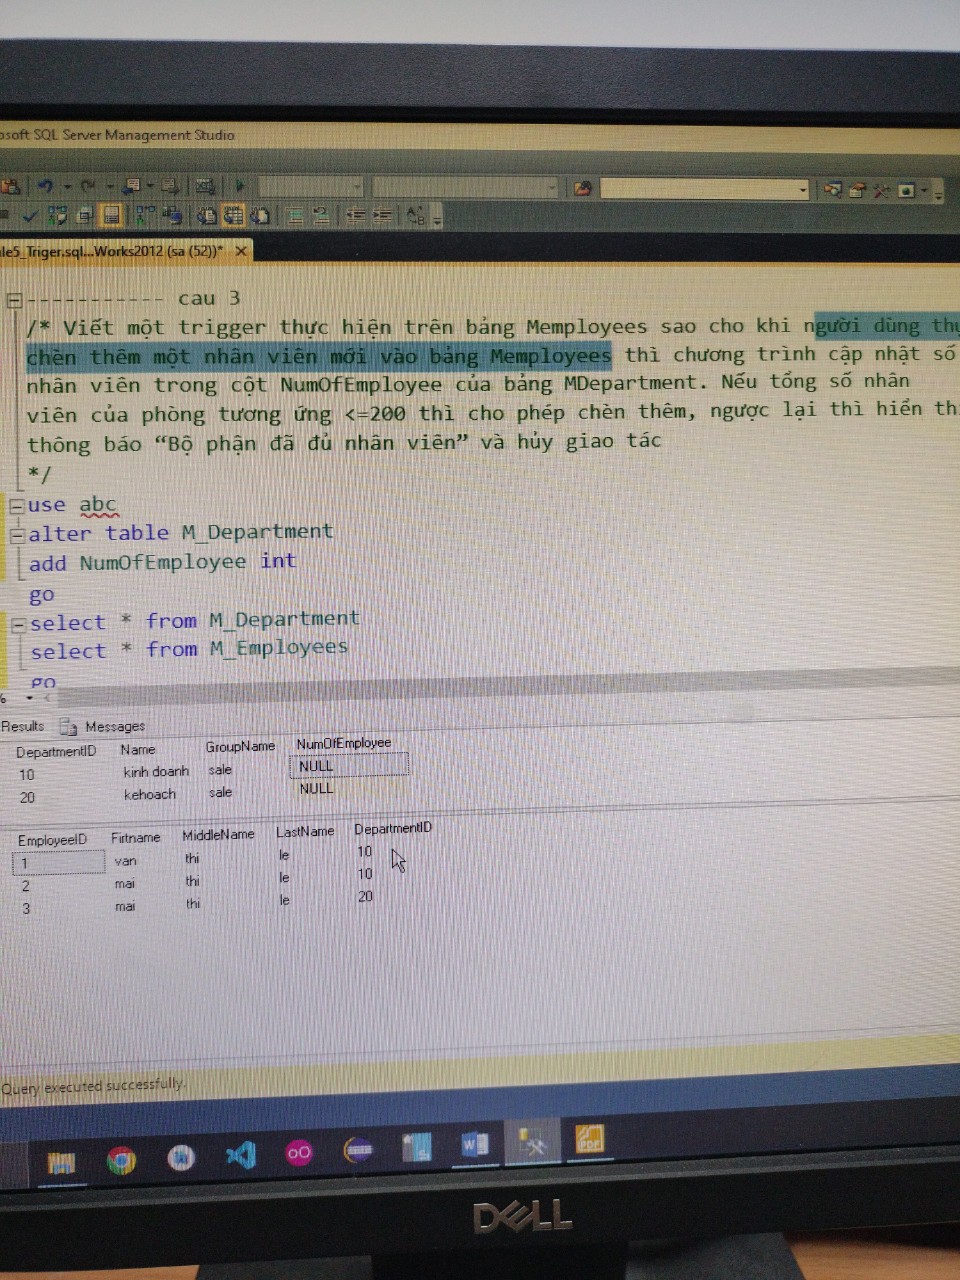 osoft SQL Server Management Studio
le5_Triger.sql...Works2012 (sa (52))* ×
----------- cau 3
/* Viết một trigger thực hiện trên bảng Memployees sao cho khi người dùng
chèn thêm một nhân viên mới vào bảng Memployees thì chương trình cập nhật số
nhân viên trong cột NumOfEmployee của bảng MDepartment. Nếu tổng số nhân
viên của phòng tương ứng <=200 thì cho phép chèn thêm, ngược lại thì hiển th
thông báo “Bộ phận đã đủ nhân viên” và hủy giao tác
*/
use abc
alter table M_Department
add NumOfEmployee int
go
select * from M_Department
select * from M_Employees
go
%
Results Messages
DepartmentID Name GroupName NumOfEmployee
10 kinh doanh sale NULL
20 kehoach sale NULL
EmployeeID Firtname MiddleName LastName DepartmentID
1 van thi le 10
2 mai thi le 10
3 mai thi le 20
Query executed successfully.
PDF
DELL